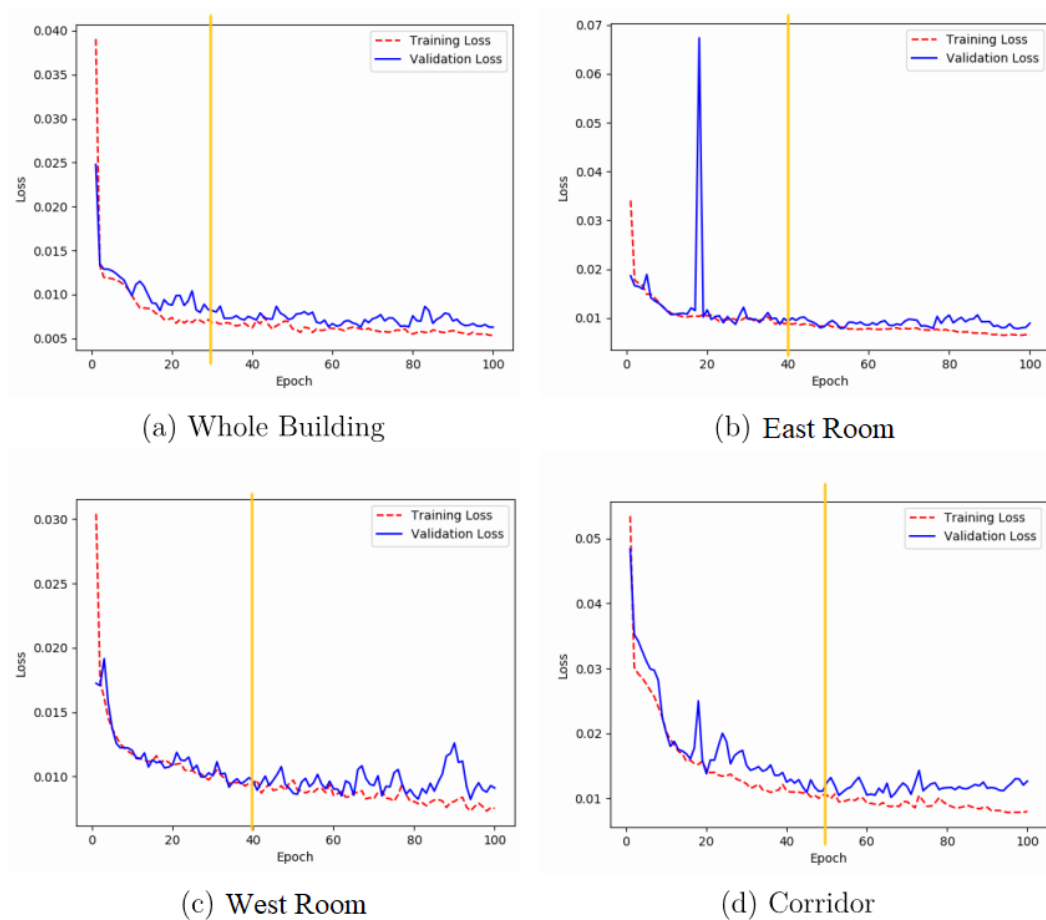 0.040
0.035
0.030
0.025
0.020
0.015
0.010
0.005
Loss
Training Loss
Validation Loss
0 20 40 60 80 100
Epoch
(a) Whole Building
0.07
0.06
0.05
0.04
0.03
0.02
0.01
Loss
Training Loss
Validation Loss
0 20 40 60 80 100
Epoch
(b) East Room
0.030
0.025
0.020
0.015
0.010
Loss
Training Loss
Validation Loss
0 20 40 60 80 100
Epoch
(c) West Room
0.05
0.04
0.03
0.02
0.01
Loss
Training Loss
Validation Loss
0 20 40 60 80 100
Epoch
(d) Corridor